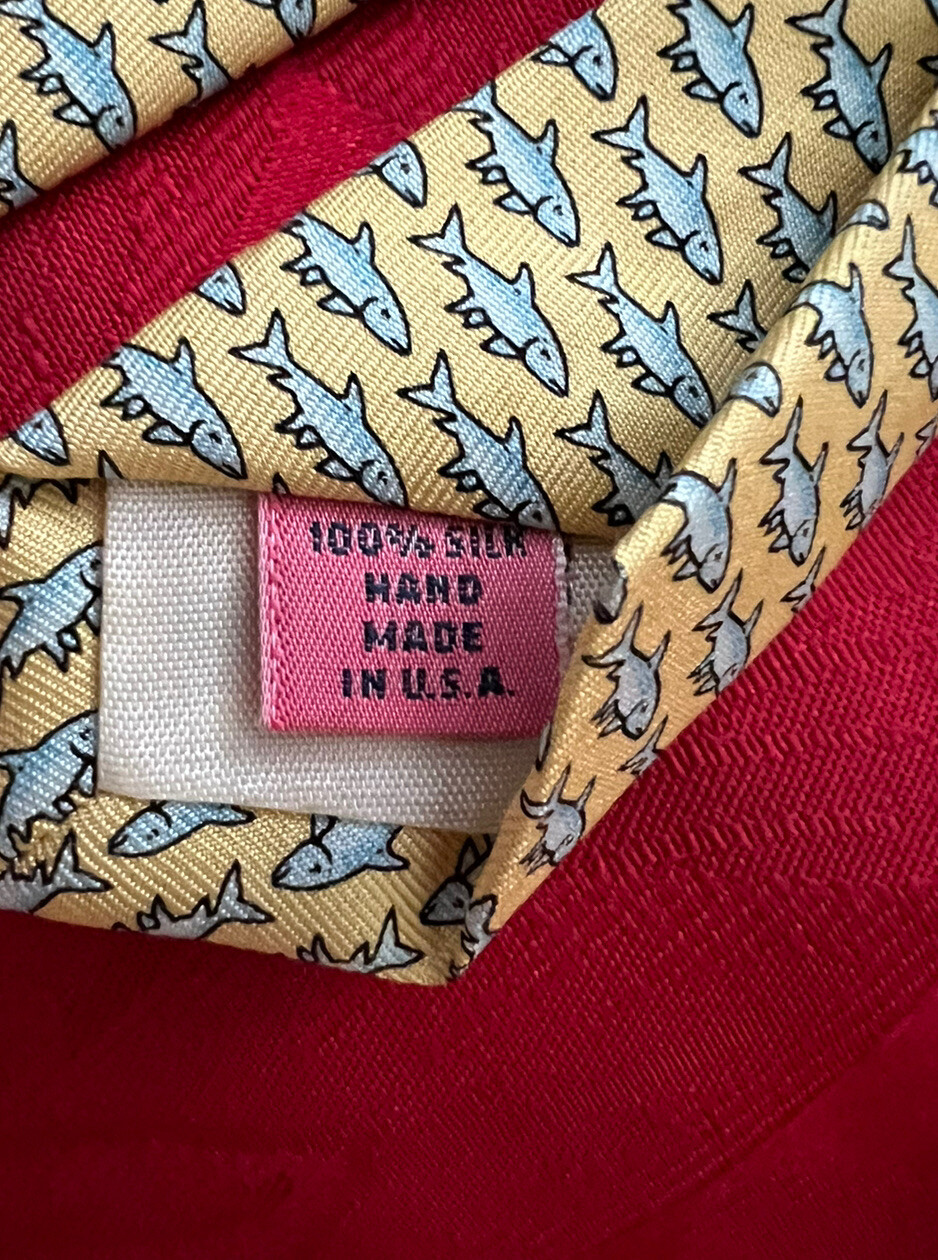 100% SILK
HAND
MADE
IN U.S.A.